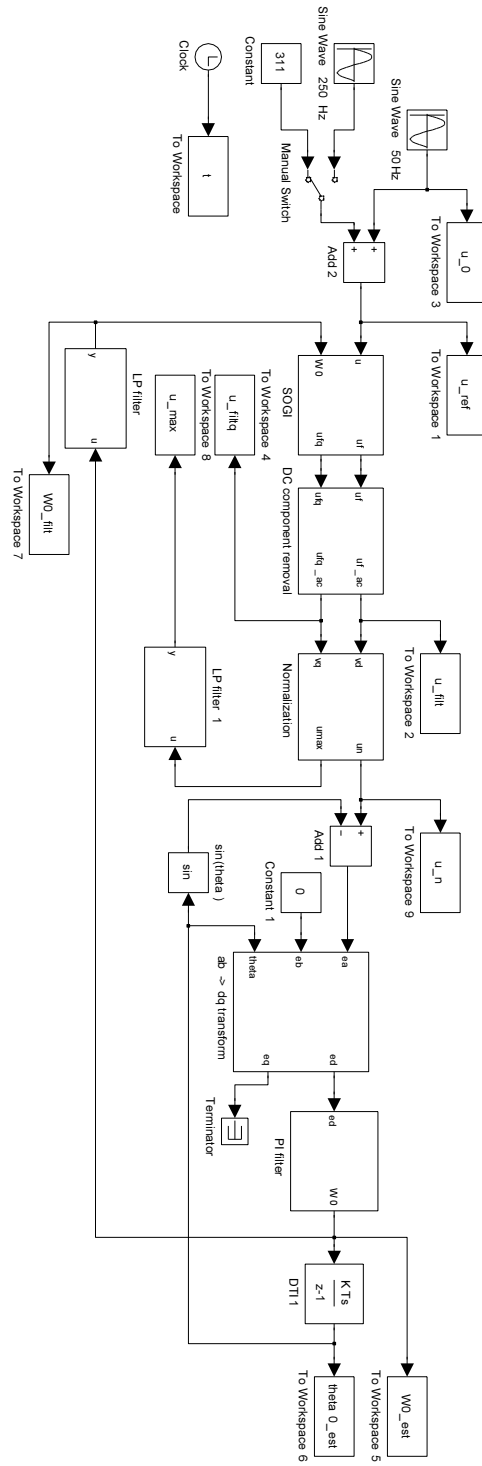 Sine Wave 50 Hz
u_0
To Workspace 3
Sine Wave 250 Hz
311
Constant
Manual Switch
+
+
Add 2
L
Clock
t
To Workspace
u_ref
To Workspace 1
u
W0
uf
ufq
SOGI
uf
ufq
uf_ac
ufq_ac
DC component removal
u_filtq
To Workspace 4
u_max
To Workspace 8
LP filter
y
u
W0_filt
To Workspace 7
u_filt
To Workspace 2
vd
vq
un
umax
Normalization
LP filter 1
y
u
u_n
To Workspace 9
+
−
Add 1
sin
sin(theta )
0
Constant 1
ea
eb
theta
ed
eq
ab -> dq transform
Terminator
ed
W0
PI filter
K Ts
z-1
DTI 1
W0_est
To Workspace 5
theta 0_est
To Workspace 6